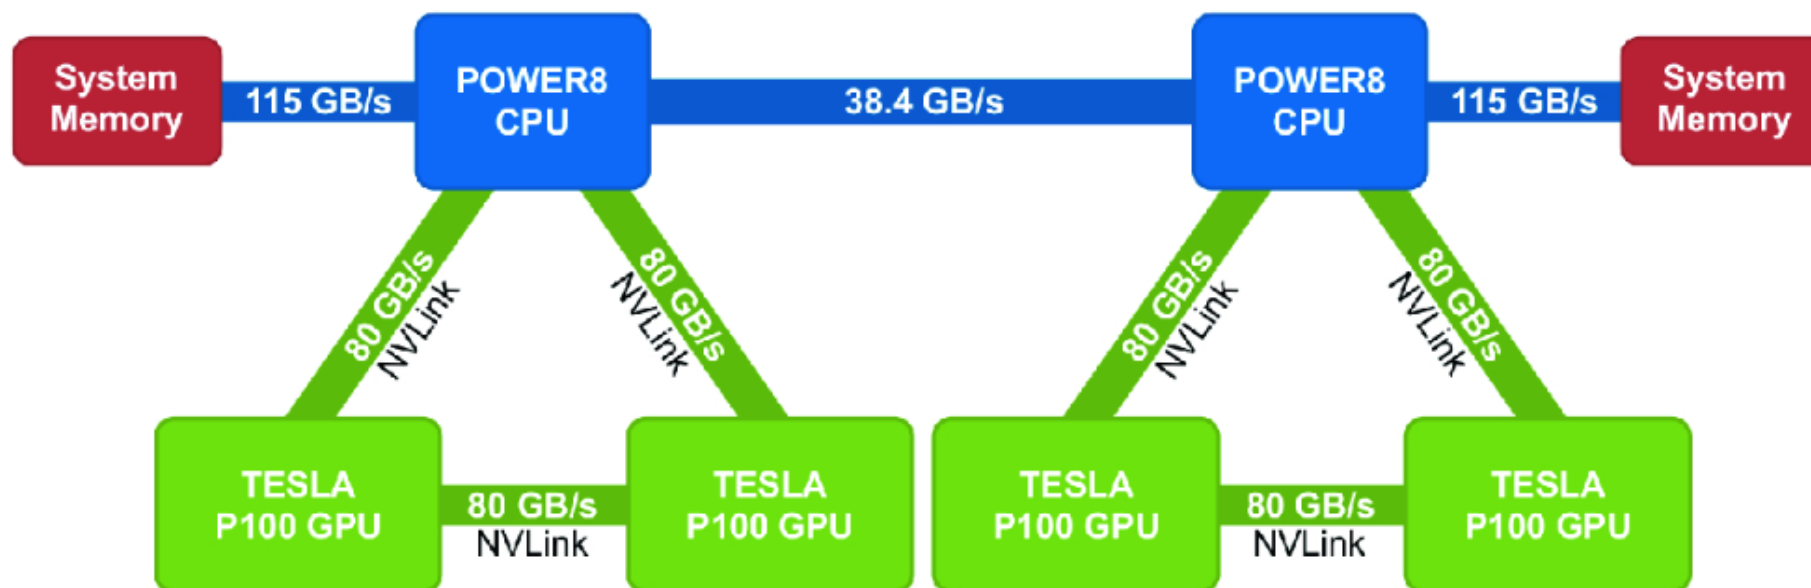 System
Memory
115 GB/s
POWER8
CPU
38.4 GB/s
POWER8
CPU
115 GB/s
System
Memory
80 GB/s
NVLink
80 GB/s
NVLink
80 GB/s
NVLink
80 GB/s
NVLink
TESLA
P100 GPU
80 GB/s
NVLink
TESLA
P100 GPU
TESLA
P100 GPU
80 GB/s
NVLink
TESLA
P100 GPU